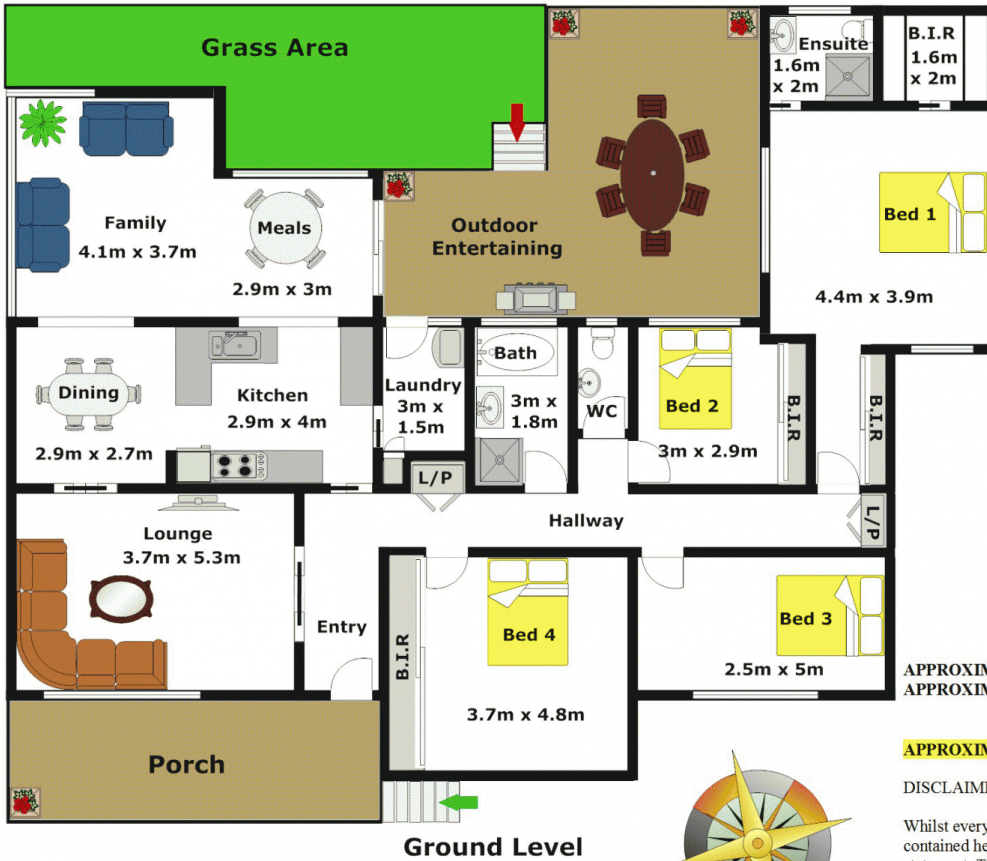 Grass Area
Ensuite
1.6m
x 2m
B.I.R
1.6m
x 2m
Family
4.1m x 3.7m
Meals
2.9m x 3m
Outdoor
Entertaining
Bed 1
4.4m x 3.9m
Dining
2.9m x 2.7m
Kitchen
2.9m x 4m
Laundry
3m x
1.5m
Bath
3m x
1.8m
WC
Bed 2
3m x 2.9m
B.I.R
B.I.R
L/P
Lounge
3.7m x 5.3m
Hallway
L/P
Entry
B.I.R
Bed 4
3.7m x 4.8m
Bed 3
2.5m x 5m
Porch
Ground Level
APPROXIM
APPROXIM
APPROXIM
DISCLAIM
Whilst every
contained he